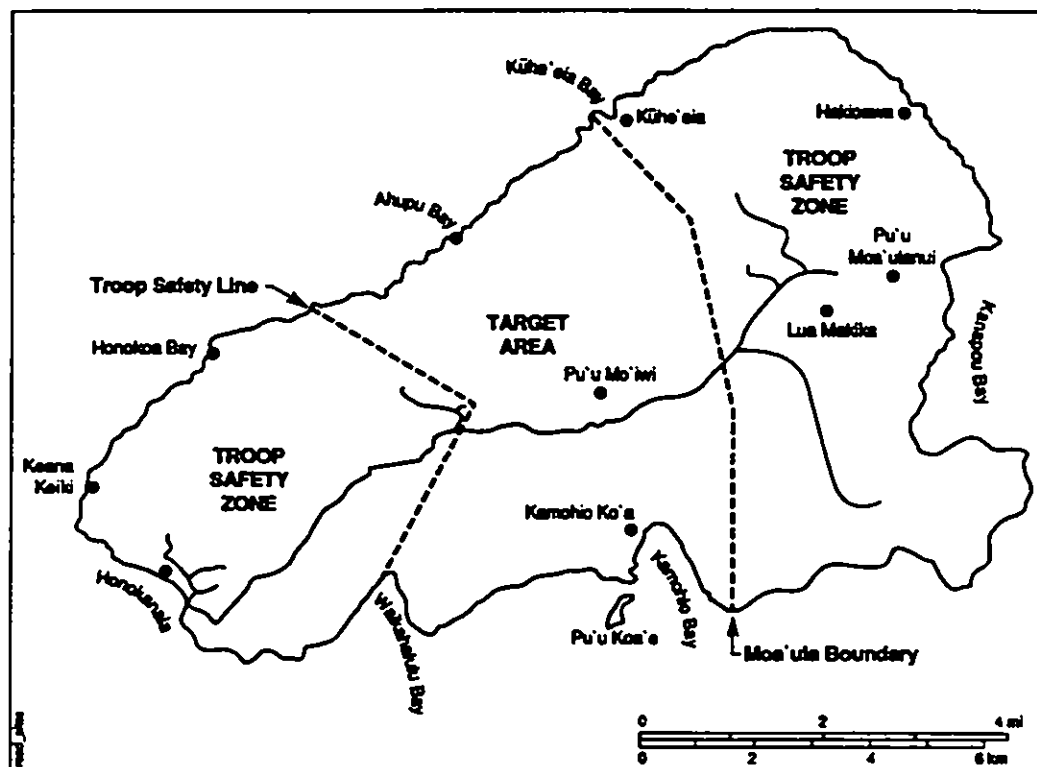 Kūhe`eia Bay
Kūhe`eia
Hakioawa
TROOP
SAFETY
ZONE
Ahupu Bay
Pu`u
Moa`ulanui
Troop Safety Line
Lua Makika
TARGET
AREA
Kanapou Bay
Honokoa Bay
Pu`u Mo`iwi
TROOP
SAFETY
ZONE
Keana
Keiki
Kamohio Ko`a
Honokanaia
Waikahalulu Bay
Kamohio Bay
Pu`u Koa`e
Moa`ula Boundary
0 2 4 mi
0 2 4 6 km